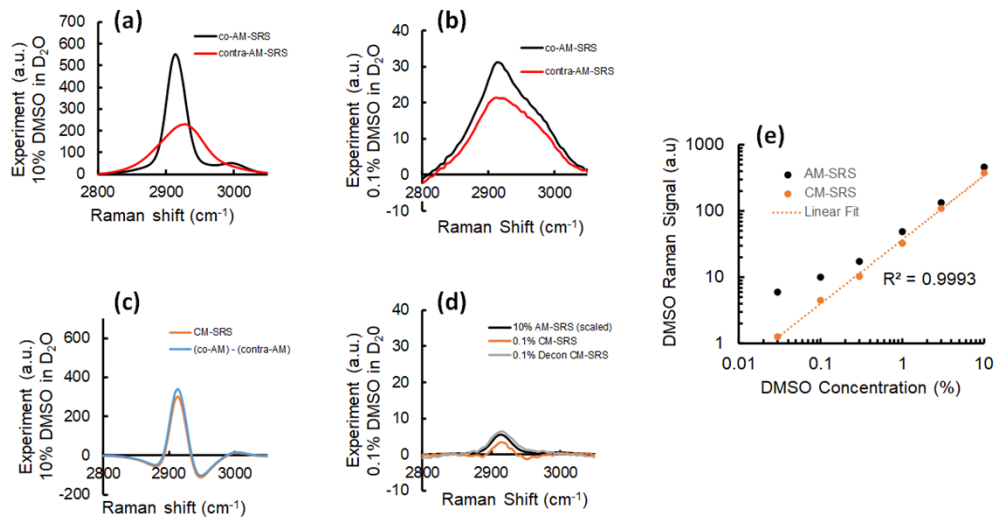 (a)
Experiment (a.u.)
10% DMSO in D2O
700
600
500
400
300
200
100
0
2800
2900
3000
Raman shift (cm-1)
co-AM-SRS
contra-AM-SRS
(b)
Experiment (a.u.)
0.1% DMSO in D2O
40
30
20
10
0
-10
2800
2900
3000
Raman Shift (cm-1)
co-AM-SRS
contra-AM-SRS
(c)
Experiment (a.u.)
10% DMSO in D2O
600
400
200
0
-200
2800
2900
3000
Raman shift (cm-1)
CM-SRS
(co-AM) - (contra-AM)
(d)
Experiment (a.u.)
0.1% DMSO in D20
40
30
20
10
0
-10
2800
2900
3000
Raman Shift (cm-1)
10% AM-SRS (scaled)
0.1% CM-SRS
0.1% Decon CM-SRS
(e)
DMSO Raman Signal (a.u)
1000
100
10
1
0.01
0.1
1
10
DMSO Concentration (%)
AM-SRS
CM-SRS
Linear Fit
R² = 0.9993